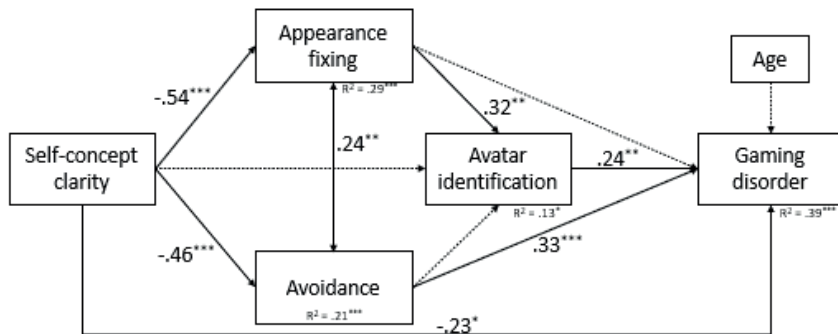 Appearance
fixing
R² = .29***
Age
-.54***
.32**
Self-concept
clarity
.24**
Avatar
identification
R² = .13*
.24**
Gaming
disorder
R² = .39***
-.46***
.33***
Avoidance
R² = .21***
-.23*